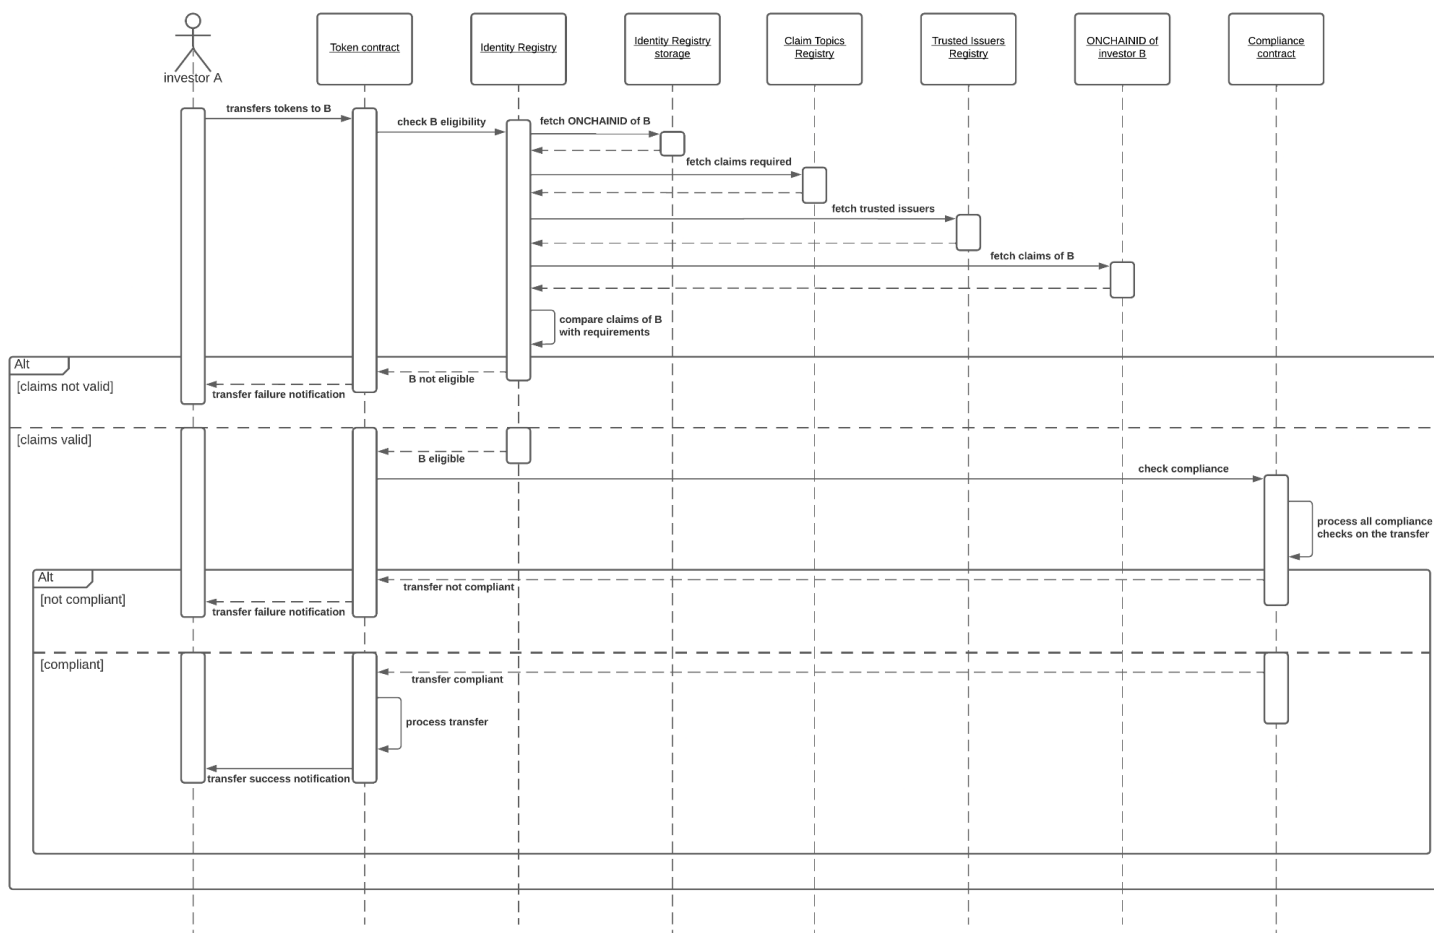 investor A
Token contract
Identity Registry
Identity Registry
storage
Claim Topics
Registry
Trusted Issuers
Registry
ONCHAINID of
investor B
Compliance
contract
transfers tokens to B
check B eligibility
fetch ONCHAINID of B
fetch claims required
fetch trusted issuers
fetch claims of B
compare claims of B
with requirements
Alt
[claims not valid]
B not eligible
transfer failure notification
[claims valid]
B eligible
check compliance
process all compliance
checks on the transfer
Alt
[not compliant]
transfer not compliant
transfer failure notification
[compliant]
transfer compliant
process transfer
transfer success notification